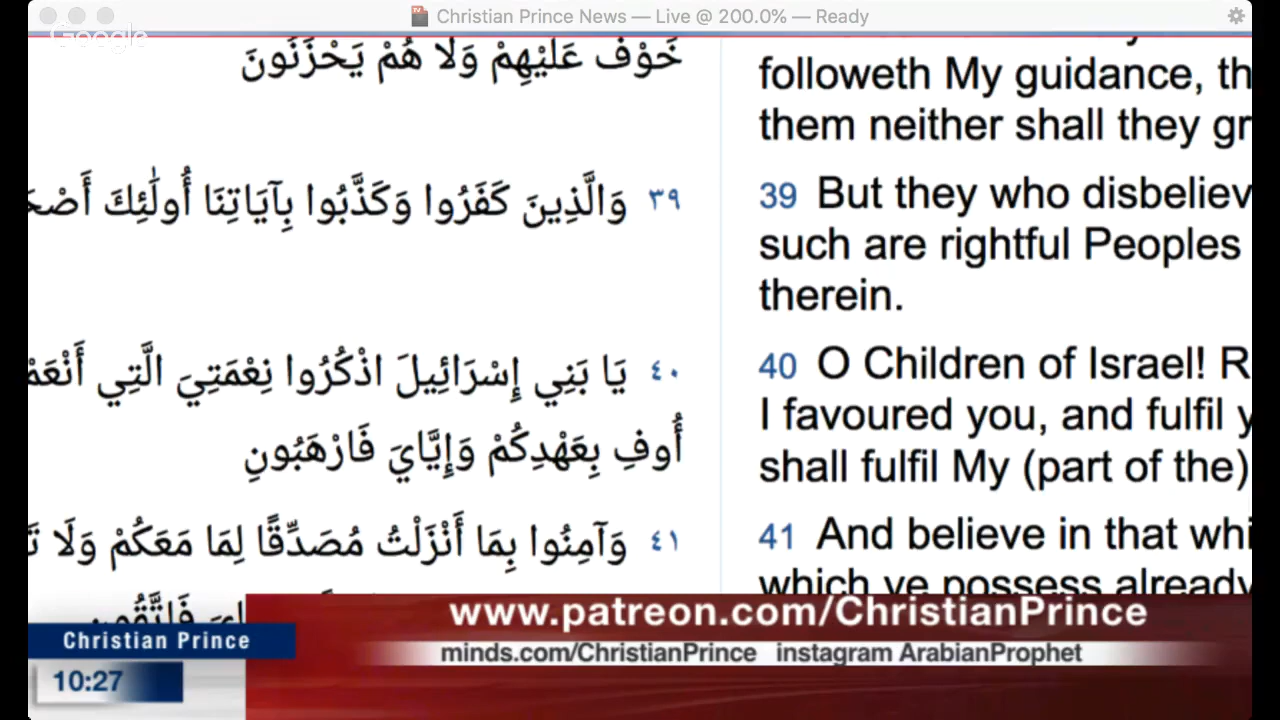 Christian Prince News — Live @ 200.0% — Ready
Google
خَوْفٌ عَلَيْهِمْ وَلَا هُمْ يَحْزَنُونَ
٣٩ وَالَّذِينَ كَفَرُوا وَكَذَّبُوا بِآيَاتِنَا أُولَٰئِكَ
٤٠ يَا بَنِي إِسْرَائِيلَ اذْكُرُوا نِعْمَتِيَ الَّتِي
أُوفِ بِعَهْدِكُمْ وَإِيَّايَ فَارْهَبُونِ
٤١ وَآمِنُوا بِمَا أَنْزَلْتُ مُصَدِّقًا لِمَا مَعَكُمْ وَلَا
followeth My guidance, th
them neither shall they gr
39 But they who disbeliev
such are rightful Peoples
therein.
40 O Children of Israel! R
I favoured you, and fulfil y
shall fulfil My (part of the)
41 And believe in that whi
which ye possess already
www.patreon.com/ChristianPrince
Christian Prince
minds.com/ChristianPrince instagram ArabianProphet
10:27